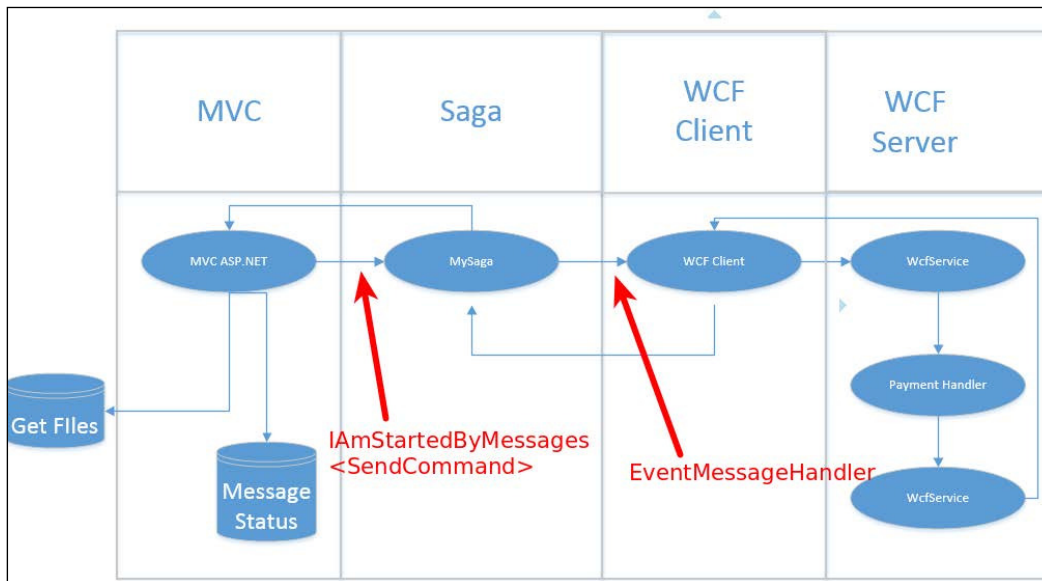 MVC
Saga
WCF
Client
WCF
Server
MVC ASP.NET
MySaga
WCF Client
WcfService
Payment Handler
Get FIles
IAmStartedByMessages
<SendCommand>
EventMessageHandler
Message
Status
WcfService